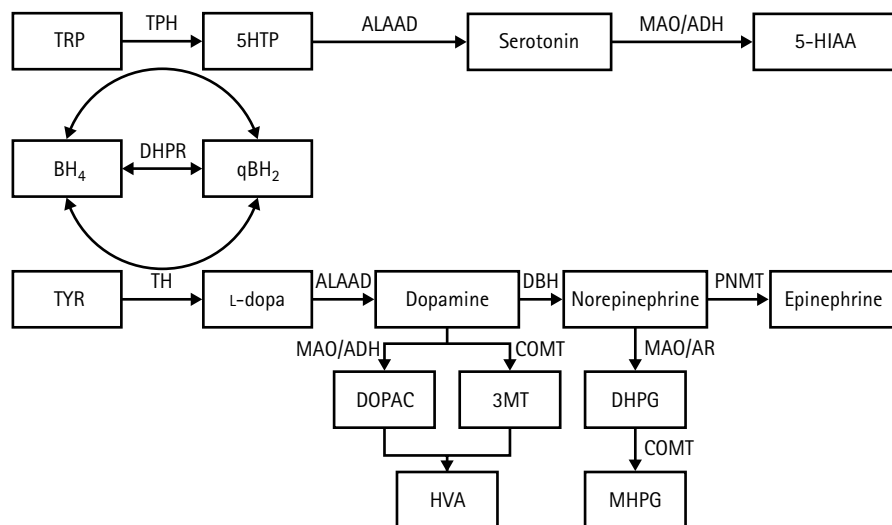 TPH
ALAAD
MAO/ADH
TRP
5HTP
Serotonin
5-HIAA
DHPR
BH₄
qBH₂
TH
ALAAD
DBH
PNMT
TYR
L-dopa
Dopamine
Norepinephrine
Epinephrine
MAO/ADH
COMT
MAO/AR
DOPAC
3MT
DHPG
COMT
HVA
MHPG